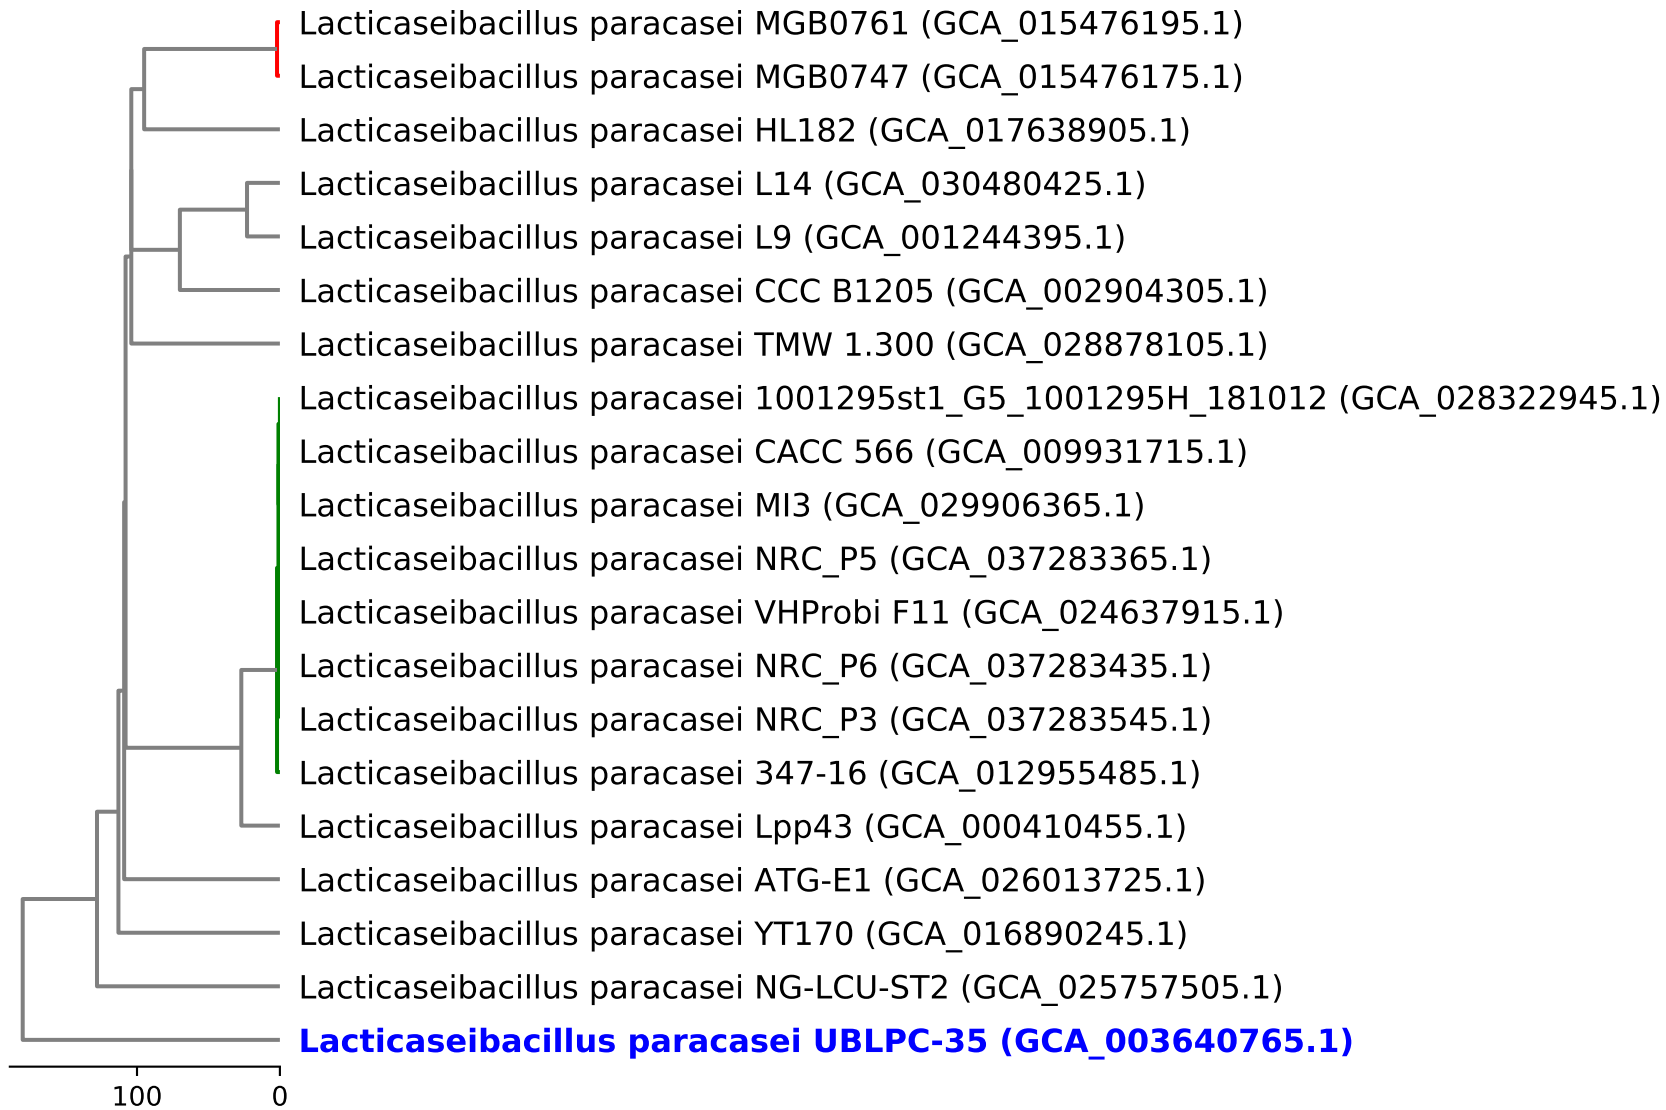 Lacticaseibacillus paracasei MGB0761 (GCA_015476195.1)
Lacticaseibacillus paracasei MGB0747 (GCA_015476175.1)
Lacticaseibacillus paracasei HL182 (GCA_017638905.1)
Lacticaseibacillus paracasei L14 (GCA_030480425.1)
Lacticaseibacillus paracasei L9 (GCA_001244395.1)
Lacticaseibacillus paracasei CCC B1205 (GCA_002904305.1)
Lacticaseibacillus paracasei TMW 1.300 (GCA_028878105.1)
Lacticaseibacillus paracasei 1001295st1_G5_1001295H_181012 (GCA_028322945.1)
Lacticaseibacillus paracasei CACC 566 (GCA_009931715.1)
Lacticaseibacillus paracasei MI3 (GCA_029906365.1)
Lacticaseibacillus paracasei NRC_P5 (GCA_037283365.1)
Lacticaseibacillus paracasei VHProbi F11 (GCA_024637915.1)
Lacticaseibacillus paracasei NRC_P6 (GCA_037283435.1)
Lacticaseibacillus paracasei NRC_P3 (GCA_037283545.1)
Lacticaseibacillus paracasei 347-16 (GCA_012955485.1)
Lacticaseibacillus paracasei Lpp43 (GCA_000410455.1)
Lacticaseibacillus paracasei ATG-E1 (GCA_026013725.1)
Lacticaseibacillus paracasei YT170 (GCA_016890245.1)
Lacticaseibacillus paracasei NG-LCU-ST2 (GCA_025757505.1)
Lacticaseibacillus paracasei UBLPC-35 (GCA_003640765.1)
100 0